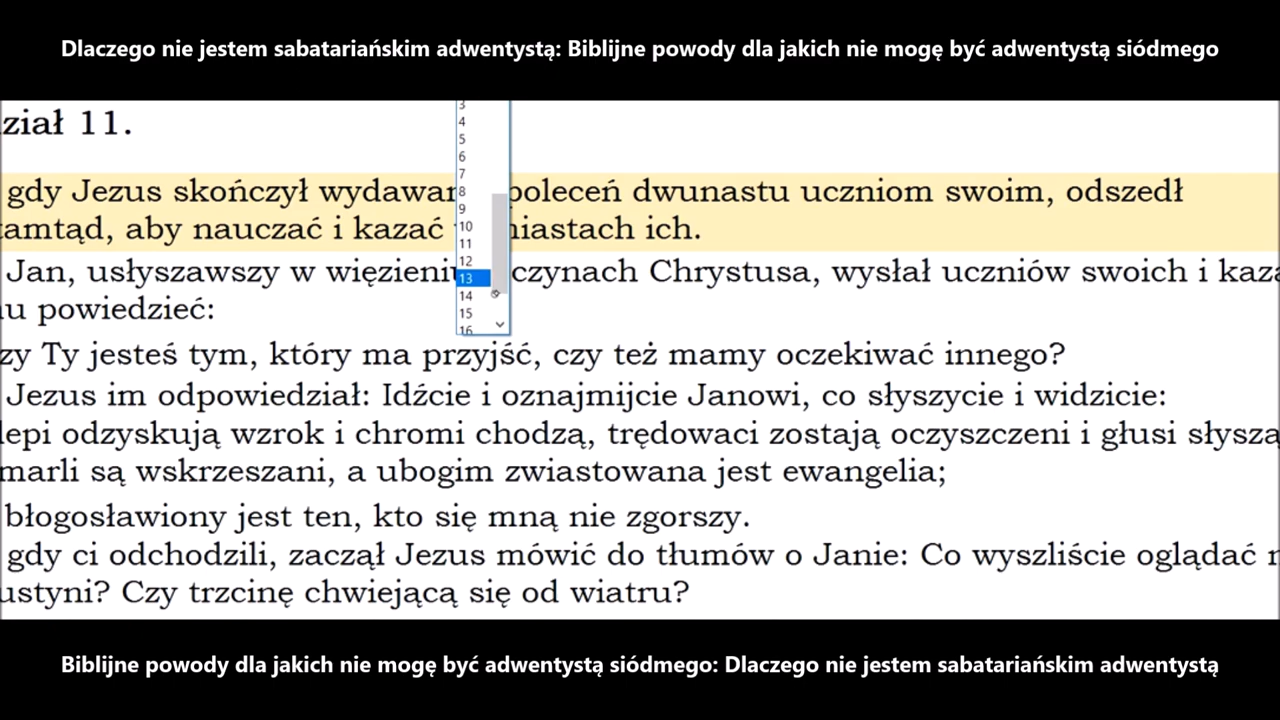 Dlaczego nie jestem sabatariańskim adwentystą: Biblijne powody dla jakich nie mogę być adwentystą siódmego
dział 11.
gdy Jezus skończył wydawan poleceń dwunastu uczniom swoim, odszedł
tamtąd, aby nauczać i kazać miastach ich.
Jan, usłyszawszy w więzieniu czynach Chrystusa, wysłał uczniów swoich i kaza
mu powiedzieć:
zy Ty jesteś tym, który ma przyjść, czy też mamy oczekiwać innego?
Jezus im odpowiedział: Idźcie i oznajmijcie Janowi, co słyszycie i widzicie:
lepi odzyskują wzrok i chromi chodzą, trędowaci zostają oczyszczeni i głusi słyszą
marli są wskrzeszani, a ubogim zwiastowana jest ewangelia;
błogosławiony jest ten, kto się mną nie zgorszy.
gdy ci odchodzili, zaczął Jezus mówić do tłumów o Janie: Co wyszliście oglądać n
ustyni? Czy trzcinę chwiejącą się od wiatru?
3
4
5
6
7
8
9
10
11
12
13
14
15
16
Biblijne powody dla jakich nie mogę być adwentystą siódmego: Dlaczego nie jestem sabatariańskim adwentystą